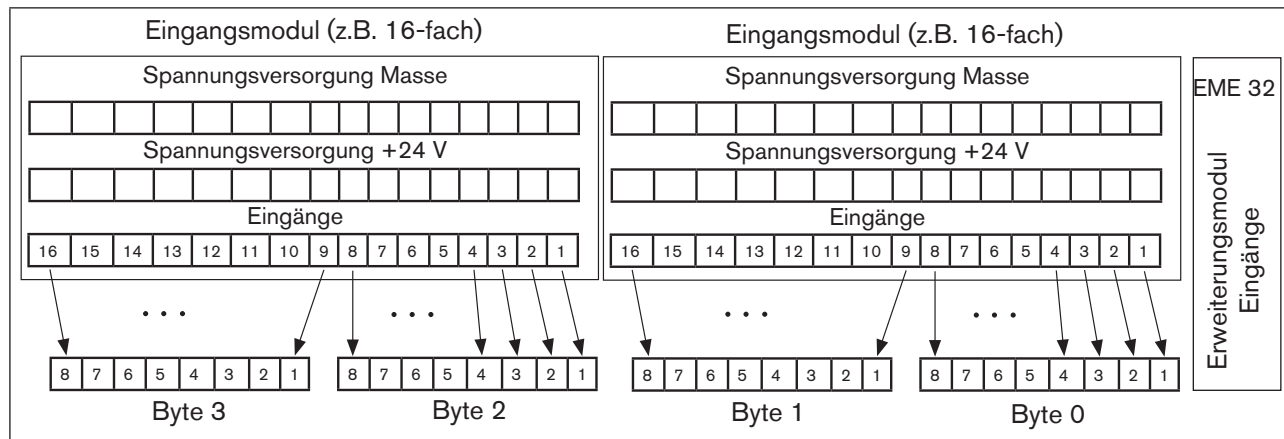 Eingangsmodul (z.B. 16-fach)
Spannungsversorgung Masse
Spannungsversorgung +24 V
Eingänge
16 15 14 13 12 11 10 9 8 7 6 5 4 3 2 1
. . . . . .
8 7 6 5 4 3 2 1 8 7 6 5 4 3 2 1
Byte 3 Byte 2
Eingangsmodul (z.B. 16-fach)
Spannungsversorgung Masse
Spannungsversorgung +24 V
Eingänge
16 15 14 13 12 11 10 9 8 7 6 5 4 3 2 1
. . . . . .
8 7 6 5 4 3 2 1 8 7 6 5 4 3 2 1
Byte 1 Byte 0
EME 32
Erweiterungsmodul
Eingänge